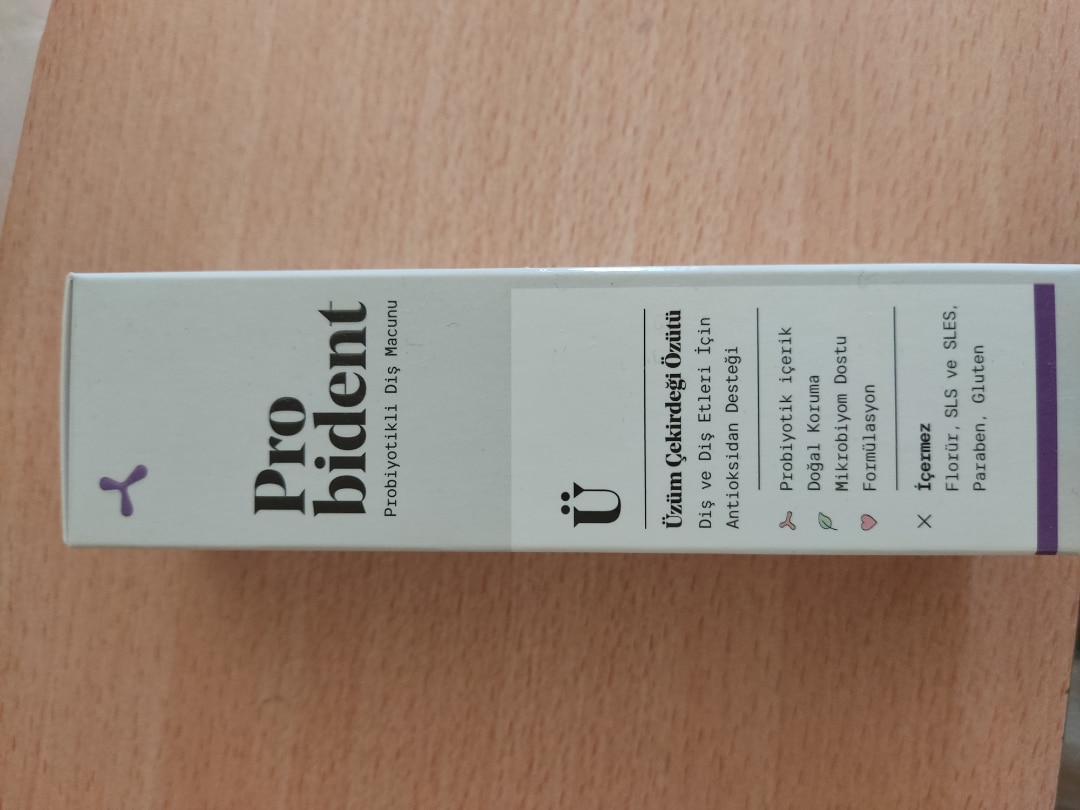 Pro
bident
Probiyotikli Diş Macunu
Ü
Üzüm Çekirdeği Özütü
Diş ve Diş Etleri İçin
Antioksidan Desteği
Probiyotik içerik
Doğal Koruma
Mikrobiyom Dostu
Formülasyon
İçermez
Florür, SLS ve SLES,
Paraben, Gluten